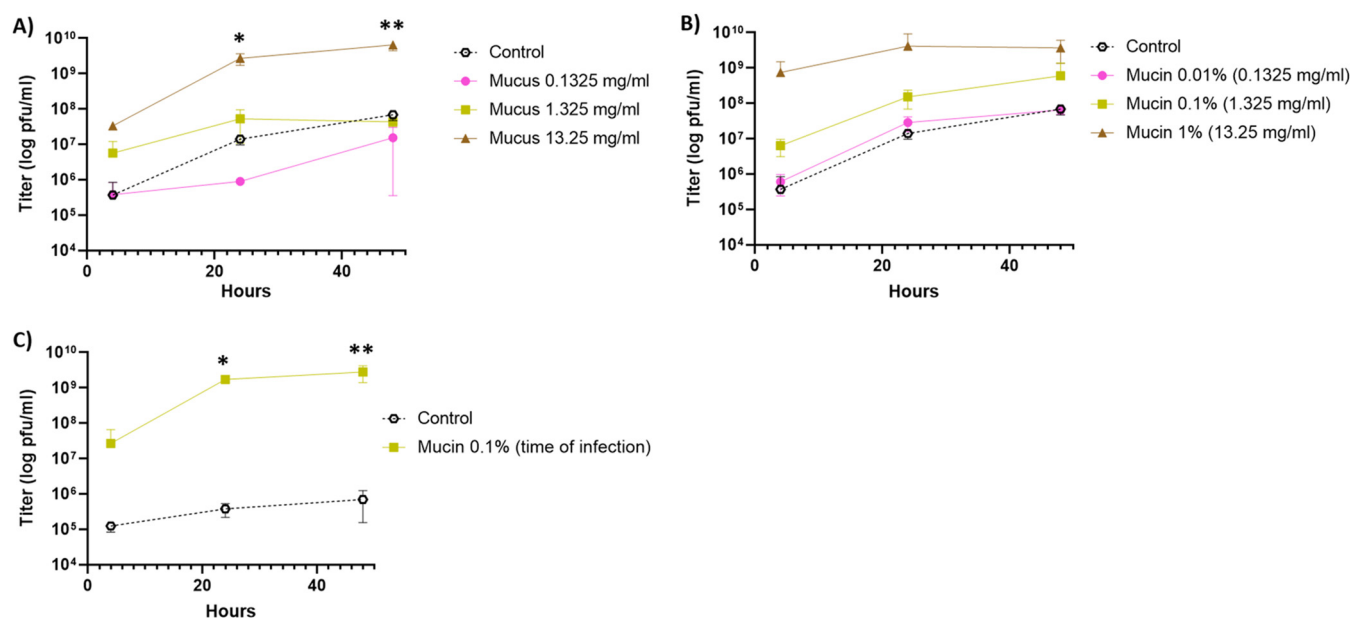 A)
Titer (log pfu/ml)
10¹⁰
10⁹
10⁸
10⁷
10⁶
10⁵
10⁴
0 20 40
Hours
* **
Control
Mucus 0.1325 mg/ml
Mucus 1.325 mg/ml
Mucus 13.25 mg/ml
B)
Titer (log pfu/ml)
10¹⁰
10⁹
10⁸
10⁷
10⁶
10⁵
10⁴
0 20 40
Hours
Control
Mucin 0.01% (0.1325 mg/ml)
Mucin 0.1% (1.325 mg/ml)
Mucin 1% (13.25 mg/ml)
C)
Titer (log pfu/ml)
10¹⁰
10⁹
10⁸
10⁷
10⁶
10⁵
10⁴
0 20 40
Hours
* **
Control
Mucin 0.1% (time of infection)